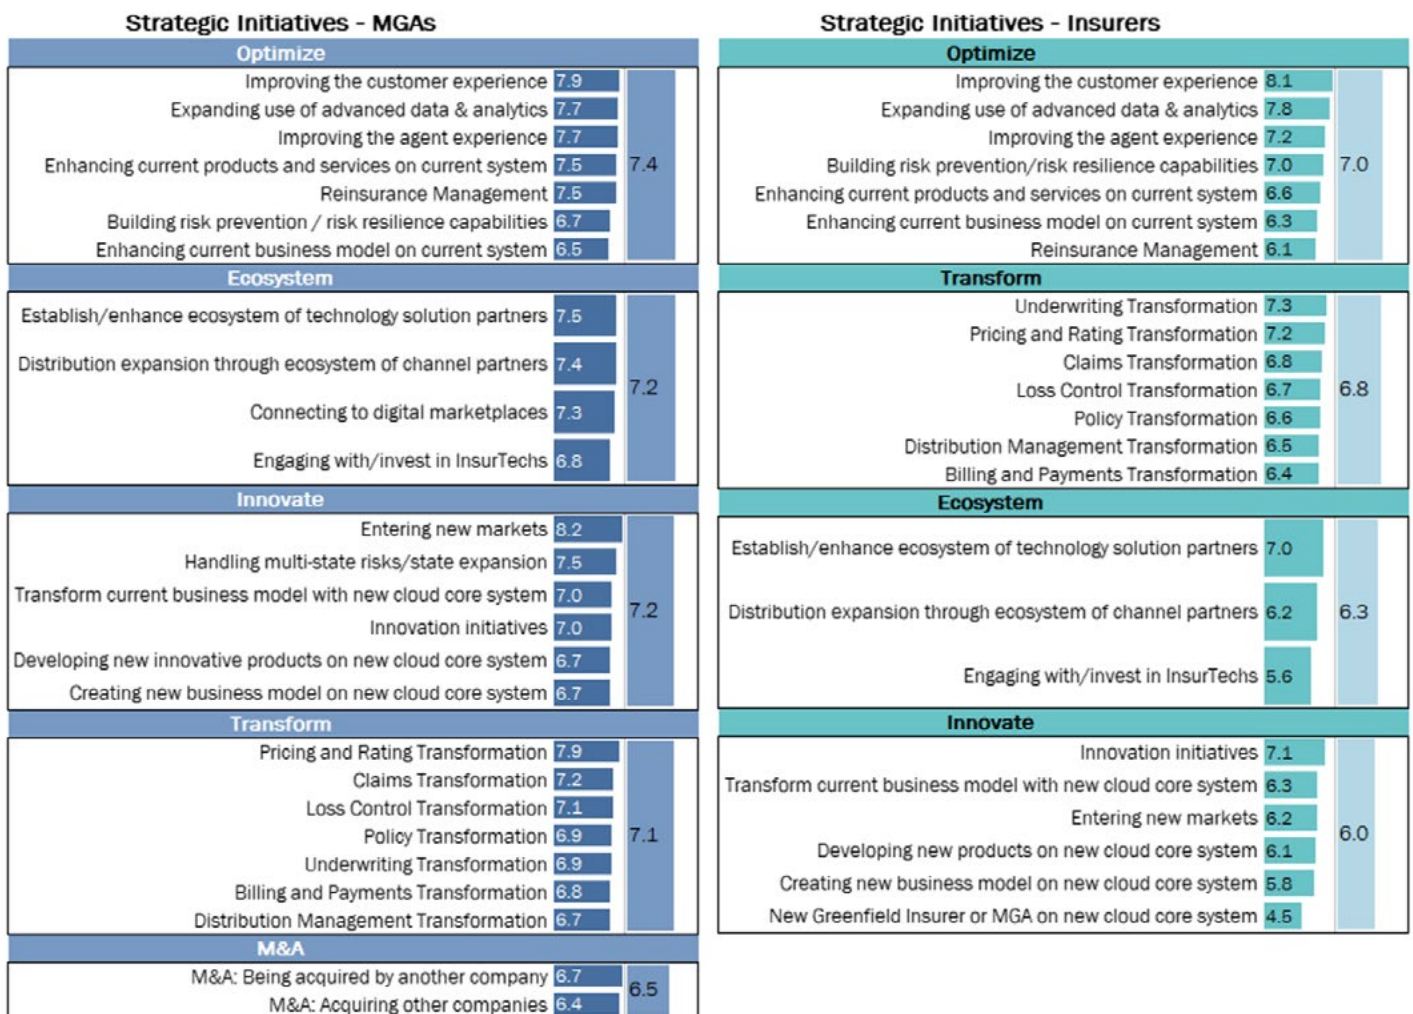 Strategic Initiatives - MGAs
Optimize
Improving the customer experience 7.9
Expanding use of advanced data & analytics 7.7
Improving the agent experience 7.7
Enhancing current products and services on current system 7.5
7.4
Reinsurance Management 7.5
Building risk prevention / risk resilience capabilities 6.7
Enhancing current business model on current system 6.5
Ecosystem
Establish/enhance ecosystem of technology solution partners 7.5
Distribution expansion through ecosystem of channel partners 7.4
7.2
Connecting to digital marketplaces 7.3
Engaging with/invest in InsurTechs 6.8
Innovate
Entering new markets 8.2
Handling multi-state risks/state expansion 7.5
Transform current business model with new cloud core system 7.0
7.2
Innovation initiatives 7.0
Developing new innovative products on new cloud core system 6.7
Creating new business model on new cloud core system 6.7
Transform
Pricing and Rating Transformation 7.9
Claims Transformation 7.2
Loss Control Transformation 7.1
Policy Transformation 6.9
7.1
Underwriting Transformation 6.9
Billing and Payments Transformation 6.8
Distribution Management Transformation 6.7
M&A
M&A: Being acquired by another company 6.7
6.5
M&A: Acquiring other companies 6.4
Strategic Initiatives - Insurers
Optimize
Improving the customer experience 8.1
Expanding use of advanced data & analytics 7.8
Improving the agent experience 7.2
Building risk prevention/risk resilience capabilities 7.0
7.0
Enhancing current products and services on current system 6.6
Enhancing current business model on current system 6.3
Reinsurance Management 6.1
Transform
Underwriting Transformation 7.3
Pricing and Rating Transformation 7.2
Claims Transformation 6.8
Loss Control Transformation 6.7
6.8
Policy Transformation 6.6
Distribution Management Transformation 6.5
Billing and Payments Transformation 6.4
Ecosystem
Establish/enhance ecosystem of technology solution partners 7.0
Distribution expansion through ecosystem of channel partners 6.2
6.3
Engaging with/invest in InsurTechs 5.6
Innovate
Innovation initiatives 7.1
Transform current business model with new cloud core system 6.3
Entering new markets 6.2
6.0
Developing new products on new cloud core system 6.1
Creating new business model on new cloud core system 5.8
New Greenfield Insurer or MGA on new cloud core system 4.5